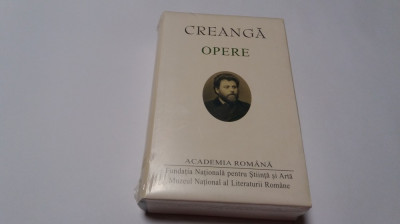 CREANGĂ
OPERE
ACADEMIA ROMÂNĂ
Fundația Națională pentru Știință și Artă
Muzeul Național al Literaturii Române